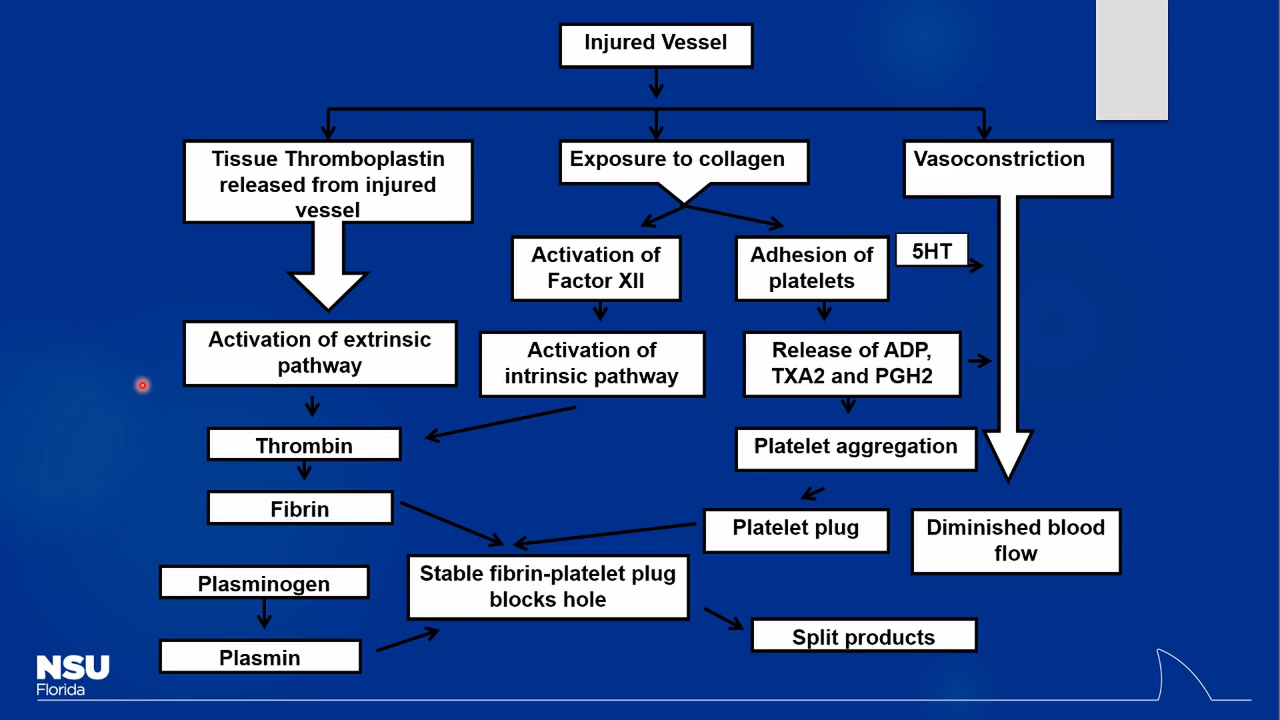 Injured Vessel
Tissue Thromboplastin
released from injured
vessel
Exposure to collagen
Vasoconstriction
Activation of
Factor XII
Adhesion of
platelets
5HT
Activation of extrinsic
pathway
Activation of
intrinsic pathway
Release of ADP,
TXA2 and PGH2
Thrombin
Platelet aggregation
Fibrin
Platelet plug
Diminished blood
flow
Plasminogen
Stable fibrin-platelet plug
blocks hole
Split products
Plasmin
NSU
Florida